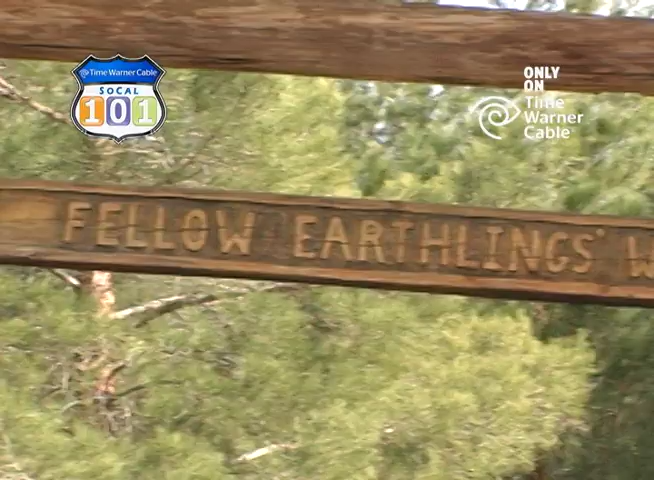 Time Warner Cable
SOCAL
101
ONLY
ON
Time
Warner
Cable
FELLOW EARTHLINGS'